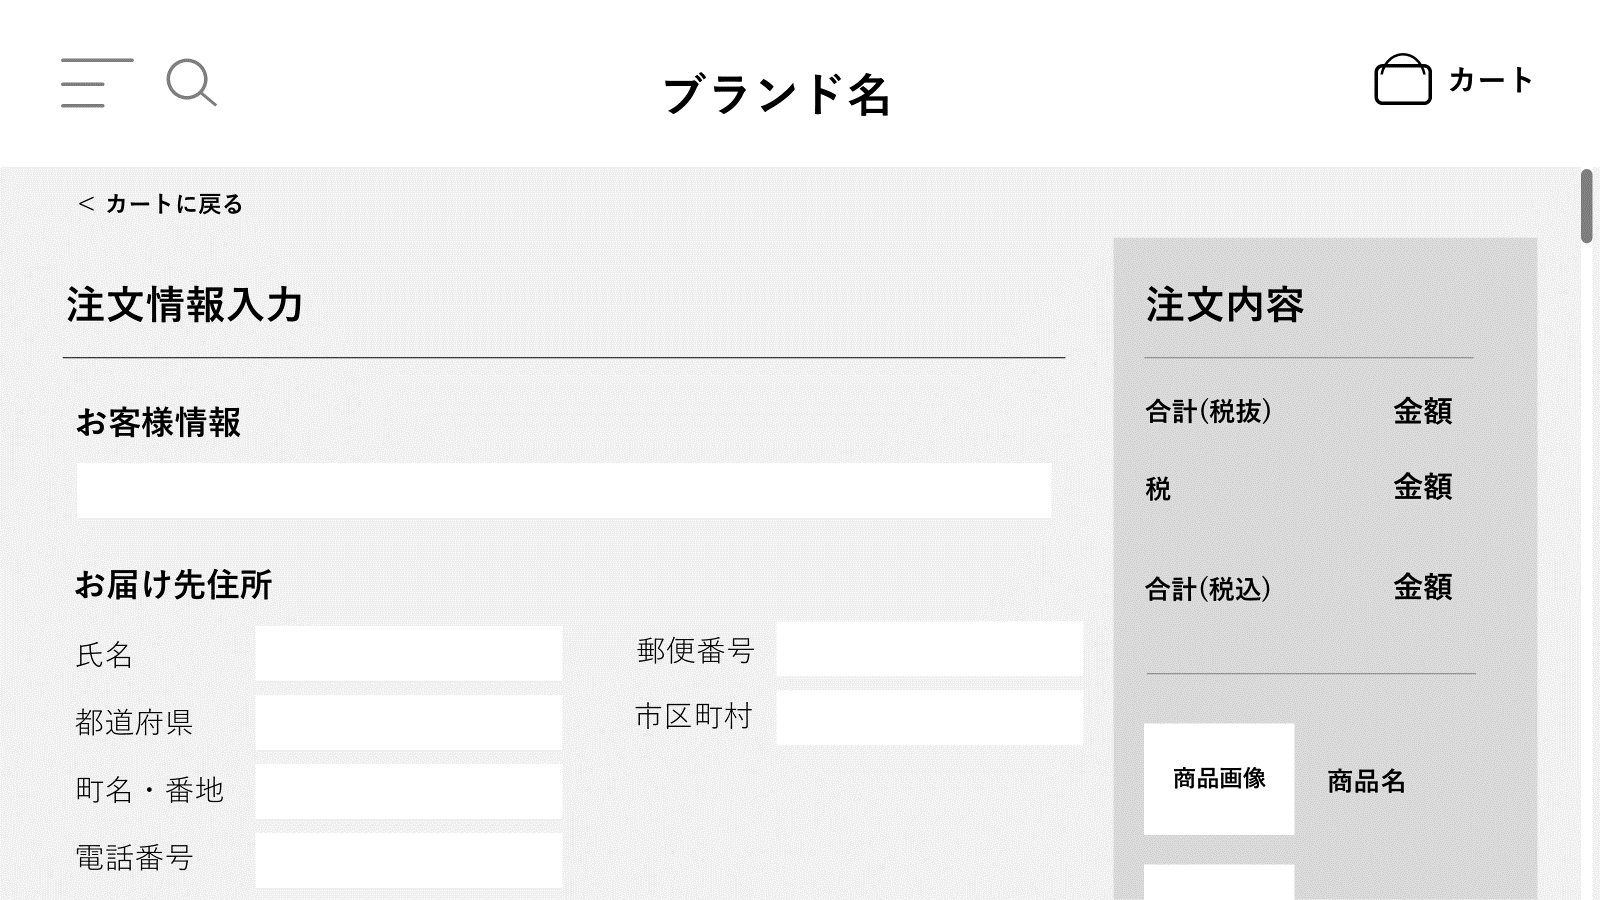 ブランド名
カート
< カートに戻る
注文情報入力
お客様情報
お届け先住所
氏名
郵便番号
都道府県
市区町村
町名・番地
電話番号
注文内容
合計(税抜) 金額
税 金額
合計(税込) 金額
商品画像
商品名